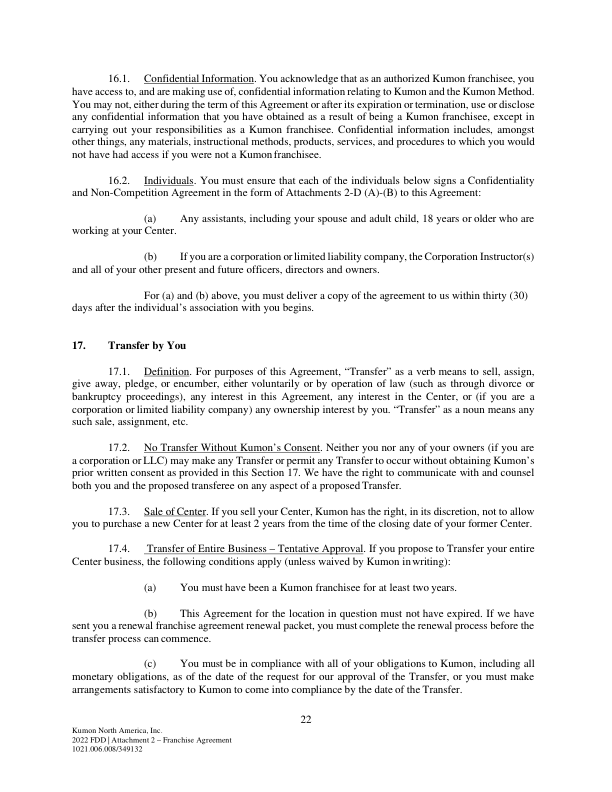 16.1. Confidential Information. You acknowledge that as an authorized Kumon franchisee, you
have access to, and are making use of, confidential information relating to Kumon and the Kumon Method.
You may not, either during the term of this Agreement or after its expiration or termination, use or disclose
any confidential information that you have obtained as a result of being a Kumon franchisee, except in
carrying out your responsibilities as a Kumon franchisee. Confidential information includes, amongst
other things, any materials, instructional methods, products, services, and procedures to which you would
not have had access if you were not a Kumon franchisee.
16.2. Individuals. You must ensure that each of the individuals below signs a Confidentiality
and Non-Competition Agreement in the form of Attachments 2-D (A)-(B) to this Agreement:
(a) Any assistants, including your spouse and adult child, 18 years or older who are
working at your Center.
(b) If you are a corporation or limited liability company, the Corporation Instructor(s)
and all of your other present and future officers, directors and owners.
For (a) and (b) above, you must deliver a copy of the agreement to us within thirty (30)
days after the individual's association with you begins.
17. Transfer by You
17.1. Definition. For purposes of this Agreement, “Transfer” as a verb means to sell, assign,
give away, pledge, or encumber, either voluntarily or by operation of law (such as through divorce or
bankruptcy proceedings), any interest in this Agreement, any interest in the Center, or (if you are a
corporation or limited liability company) any ownership interest by you. “Transfer” as a noun means any
such sale, assignment, etc.
17.2. No Transfer Without Kumon's Consent. Neither you nor any of your owners (if you are
a corporation or LLC) may make any Transfer or permit any Transfer to occur without obtaining Kumon's
prior written consent as provided in this Section 17. We have the right to communicate with and counsel
both you and the proposed transferee on any aspect of a proposed Transfer.
17.3. Sale of Center. If you sell your Center, Kumon has the right, in its discretion, not to allow
you to purchase a new Center for at least 2 years from the time of the closing date of your former Center.
17.4. Transfer of Entire Business – Tentative Approval. If you propose to Transfer your entire
Center business, the following conditions apply (unless waived by Kumon in writing):
(a) You must have been a Kumon franchisee for at least two years.
(b) This Agreement for the location in question must not have expired. If we have
sent you a renewal franchise agreement renewal packet, you must complete the renewal process before the
transfer process can commence.
(c) You must be in compliance with all of your obligations to Kumon, including all
monetary obligations, as of the date of the request for our approval of the Transfer, or you must make
arrangements satisfactory to Kumon to come into compliance by the date of the Transfer.
22
Kumon North America, Inc.
2022 FDD | Attachment 2 – Franchise Agreement
1021.006.008/349132